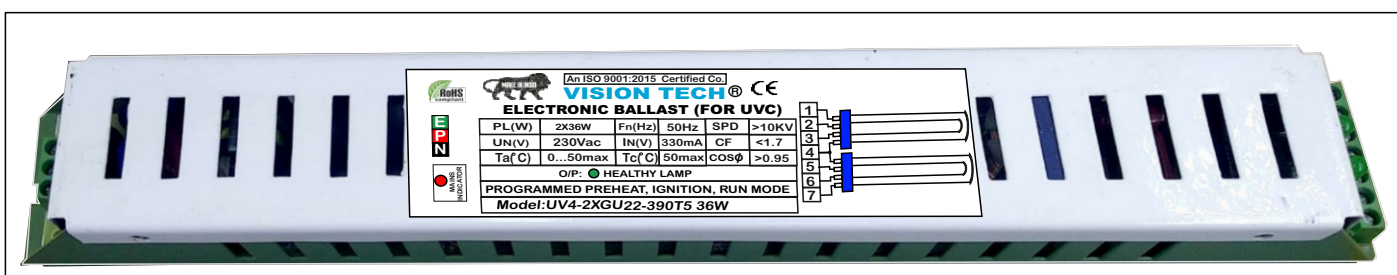 RoHS
compliant
E
P
N
MAINS
INDICATOR
MAKE IN INDIA
An ISO 9001:2015 Certified Co.
VISION TECH® CE
ELECTRONIC BALLAST (FOR UVC)
PL(W) 2X36W Fn(Hz) 50Hz SPD >10KV
UN(V) 230Vac IN(V) 330mA CF <1.7
Ta(°C) 0...50max Tc(°C) 50max COSϕ >0.95
O/P: HEALTHY LAMP
PROGRAMMED PREHEAT, IGNITION, RUN MODE
Model:UV4-2XGU22-390T5 36W
1
2
3
4
5
6
7